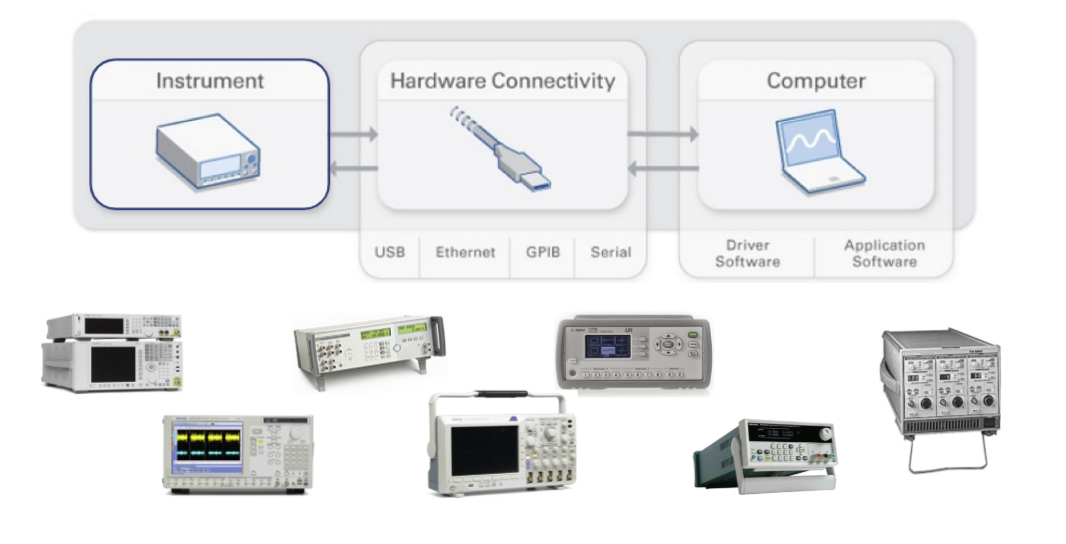 Instrument
Hardware Connectivity
Computer
USB
Ethernet
GPIB
Serial
Driver
Software
Application
Software